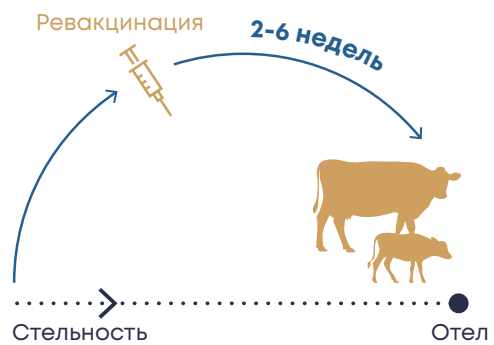 Ревакцинация
2-6 недель
Стельность
Отел